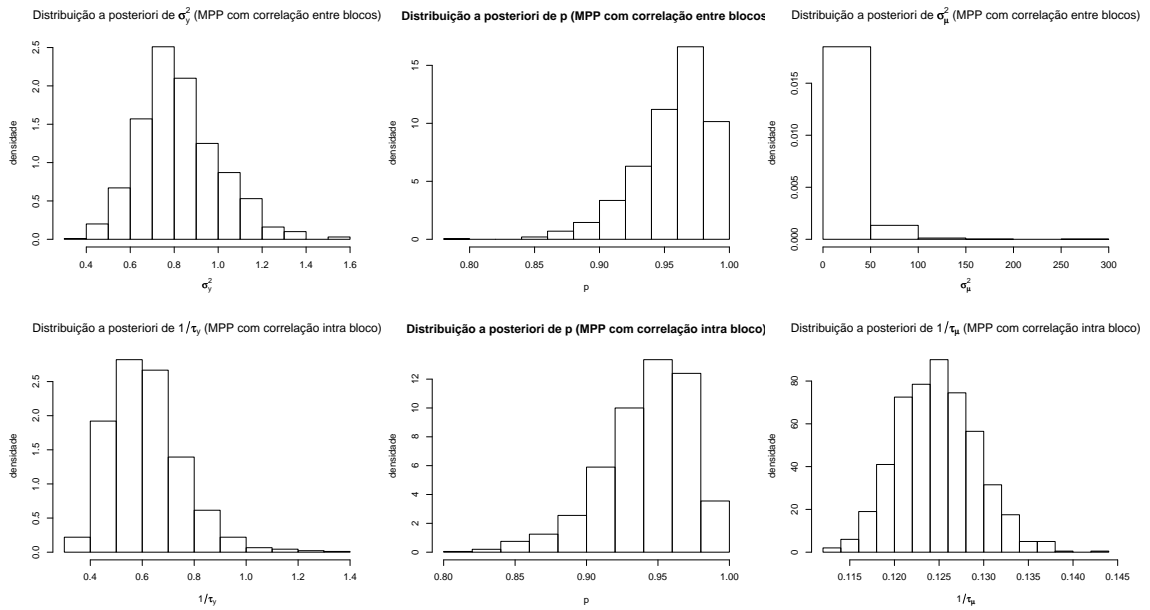 Distribuição a posteriori de σ²y (MPP com correlação entre blocos)
densidade
0.0 0.5 1.0 1.5 2.0 2.5
0.4 0.6 0.8 1.0 1.2 1.4 1.6
σ²y
Distribuição a posteriori de p (MPP com correlação entre blocos
densidade
0 5 10 15
0.80 0.85 0.90 0.95 1.00
p
Distribuição a posteriori de σ²μ (MPP com correlação entre blocos)
densidade
0.000 0.005 0.010 0.015
0 50 100 150 200 250 300
σ²μ
Distribuição a posteriori de 1/τy (MPP com correlação intra bloco)
densidade
0.0 0.5 1.0 1.5 2.0 2.5
0.4 0.6 0.8 1.0 1.2 1.4
1/τy
Distribuição a posteriori de p (MPP com correlação intra bloco)
densidade
0 2 4 6 8 10 12
0.80 0.85 0.90 0.95 1.00
p
Distribuição a posteriori de 1/τμ (MPP com correlação intra bloco)
densidade
0 20 40 60 80
0.115 0.120 0.125 0.130 0.135 0.140 0.145
1/τμ